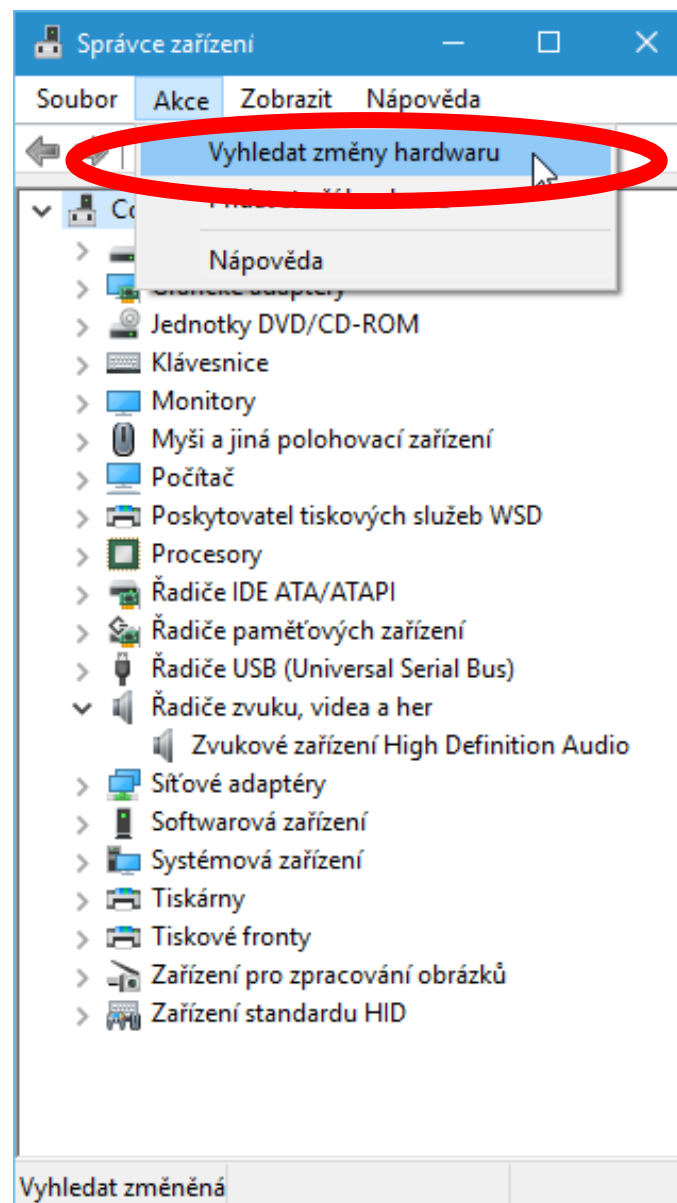 Správce zařízení
Soubor Akce Zobrazit Nápověda
Vyhledat změny hardwaru
Nápověda
Jednotky DVD/CD-ROM
Klávesnice
Monitory
Myši a jiná polohovací zařízení
Počítač
Poskytovatel tiskových služeb WSD
Procesory
Řadiče IDE ATA/ATAPI
Řadiče paměťových zařízení
Řadiče USB (Universal Serial Bus)
Řadiče zvuku, videa a her
Zvukové zařízení High Definition Audio
Síťové adaptéry
Softwarová zařízení
Systémová zařízení
Tiskárny
Tiskové fronty
Zařízení pro zpracování obrázků
Zařízení standardu HID
Vyhledat změněná